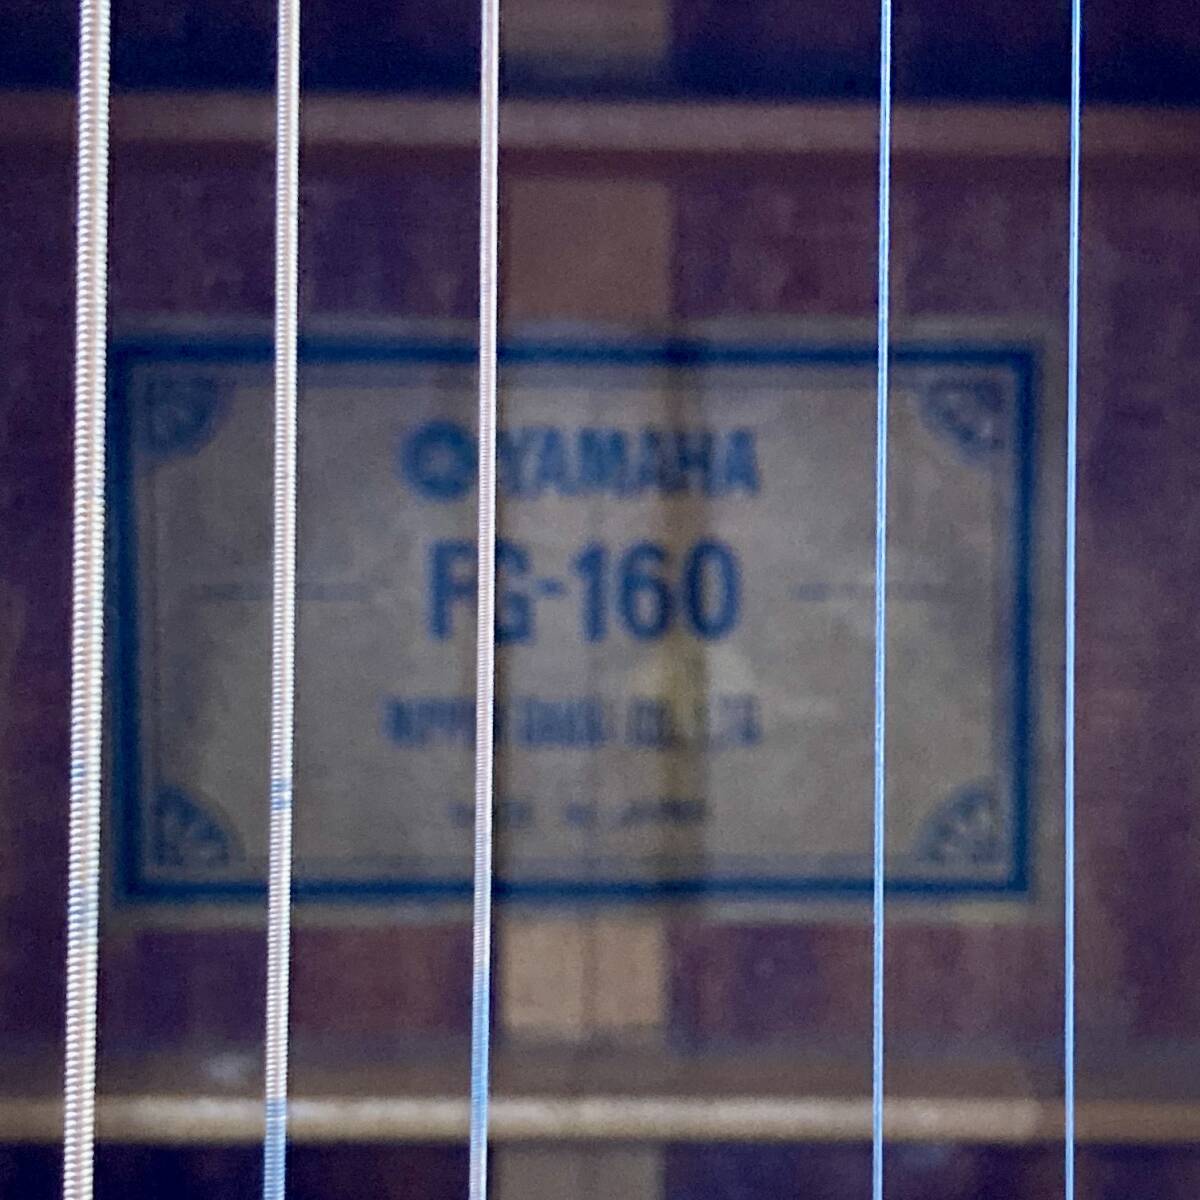 YAMAHA
FG-160
NIPPON GAKKI CO., LTD.
MADE IN JAPAN